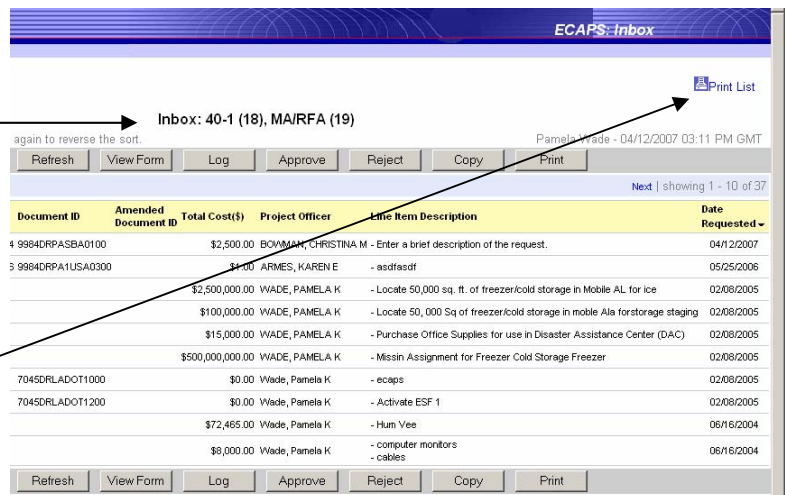 ECAPS: Inbox
Print List
Inbox: 40-1 (18), MA/RFA (19)
again to reverse the sort. Pamela Wade - 04/12/2007 03:11 PM GMT
Refresh View Form Log Approve Reject Copy Print
Next | showing 1 - 10 of 37
Document ID Amended Document ID Total Cost($) Project Officer Line Item Description Date Requested
4 9984DRPASBA0100 $2,500.00 BOWMAN, CHRISTINA M - Enter a brief description of the request. 04/12/2007
6 9984DRPA1USA0300 $1.00 ARMES, KAREN E - asdfasdf 05/25/2006
$2,500,000.00 WADE, PAMELA K - Locate 50,000 sq. ft. of freezer/cold storage in Mobile AL for ice 02/08/2005
$100,000.00 WADE, PAMELA K - Locate 50, 000 Sq of freezer/cold storage in moble Ala forstorage staging 02/08/2005
$15,000.00 WADE, PAMELA K - Purchase Office Supplies for use in Disaster Assistance Center (DAC) 02/08/2005
$500,000,000.00 WADE, PAMELA K - Missin Assignment for Freezer Cold Storage Freezer 02/08/2005
7045DRLADOT1000 $0.00 Wade, Pamela K - ecaps 02/08/2005
7045DRLADOT1200 $0.00 Wade, Pamela K - Activate ESF 1 02/08/2005
$72,465.00 Wade, Pamela K - Hum Vee 06/16/2004
$8,000.00 Wade, Pamela K - computer monitors 06/16/2004
- cables
Refresh View Form Log Approve Reject Copy Print